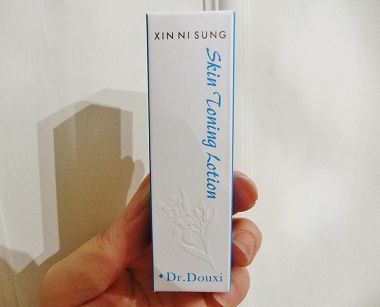 XIN NI SUNG
Skin Toning Lotion
Dr.Douxi